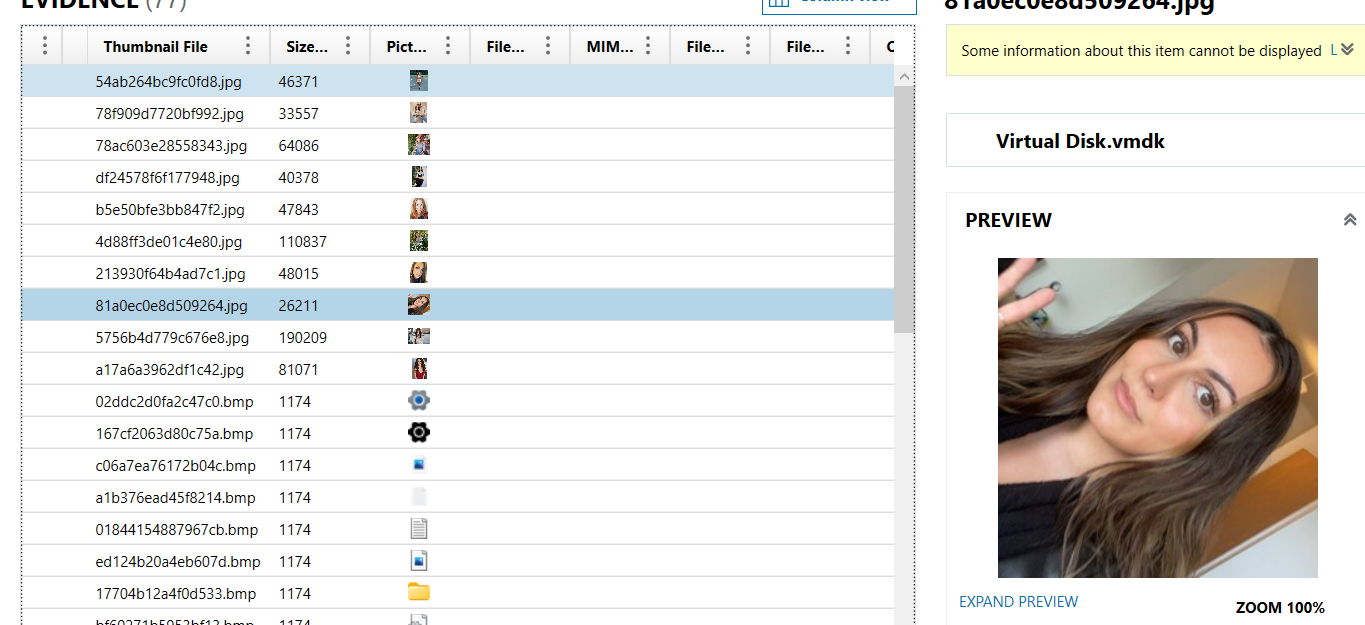 EVIDENCE (77)
Column View
81a0ec0e8d509264.jpg
Thumbnail File Size... Pict... File... MIM... File... File...
54ab264bc9fc0fd8.jpg 46371
78f909d7720bf992.jpg 33557
78ac603e28558343.jpg 64086
df24578f6f177948.jpg 40378
b5e50bfe3bb847f2.jpg 47843
4d88ff3de01c4e80.jpg 110837
213930f64b4ad7c1.jpg 48015
81a0ec0e8d509264.jpg 26211
5756b4d779c676e8.jpg 190209
a17a6a3962df1c42.jpg 81071
02ddc2d0fa2c47c0.bmp 1174
167cf2063d80c75a.bmp 1174
c06a7ea76172b04c.bmp 1174
a1b376ead45f8214.bmp 1174
01844154887967cb.bmp 1174
ed124b20a4eb607d.bmp 1174
17704b12a4f0d533.bmp 1174
Some information about this item cannot be displayed L
Virtual Disk.vmdk
PREVIEW
EXPAND PREVIEW
ZOOM 100%